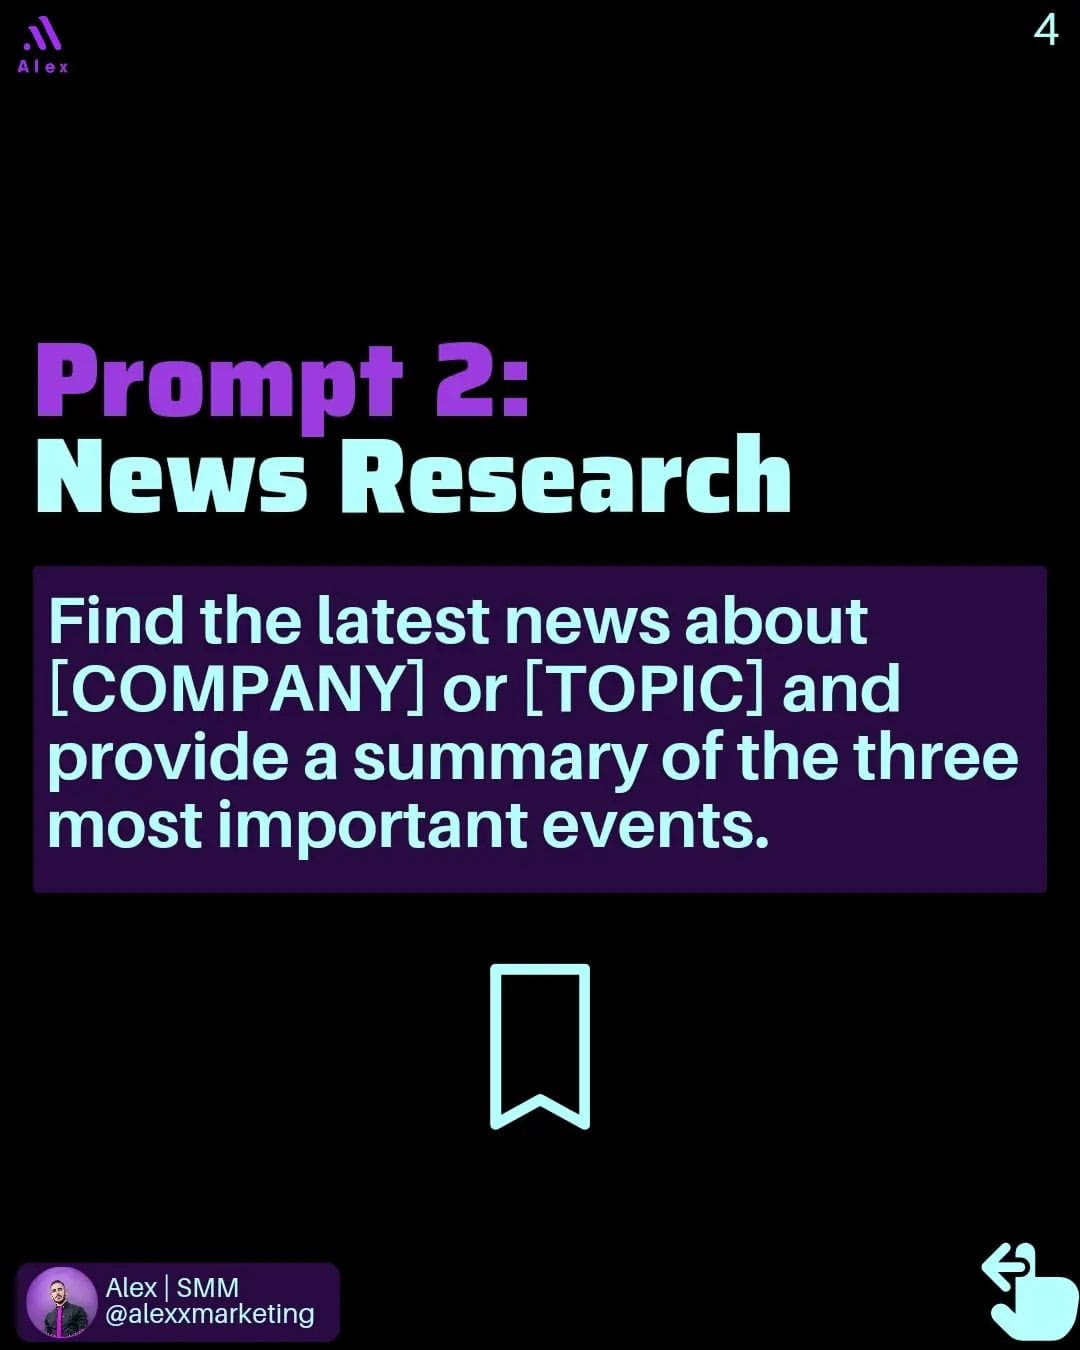 Alex
4
Prompt 2:
News Research
Find the latest news about
[COMPANY] or [TOPIC] and
provide a summary of the three
most important events.
Alex | SMM
@alexxmarketing